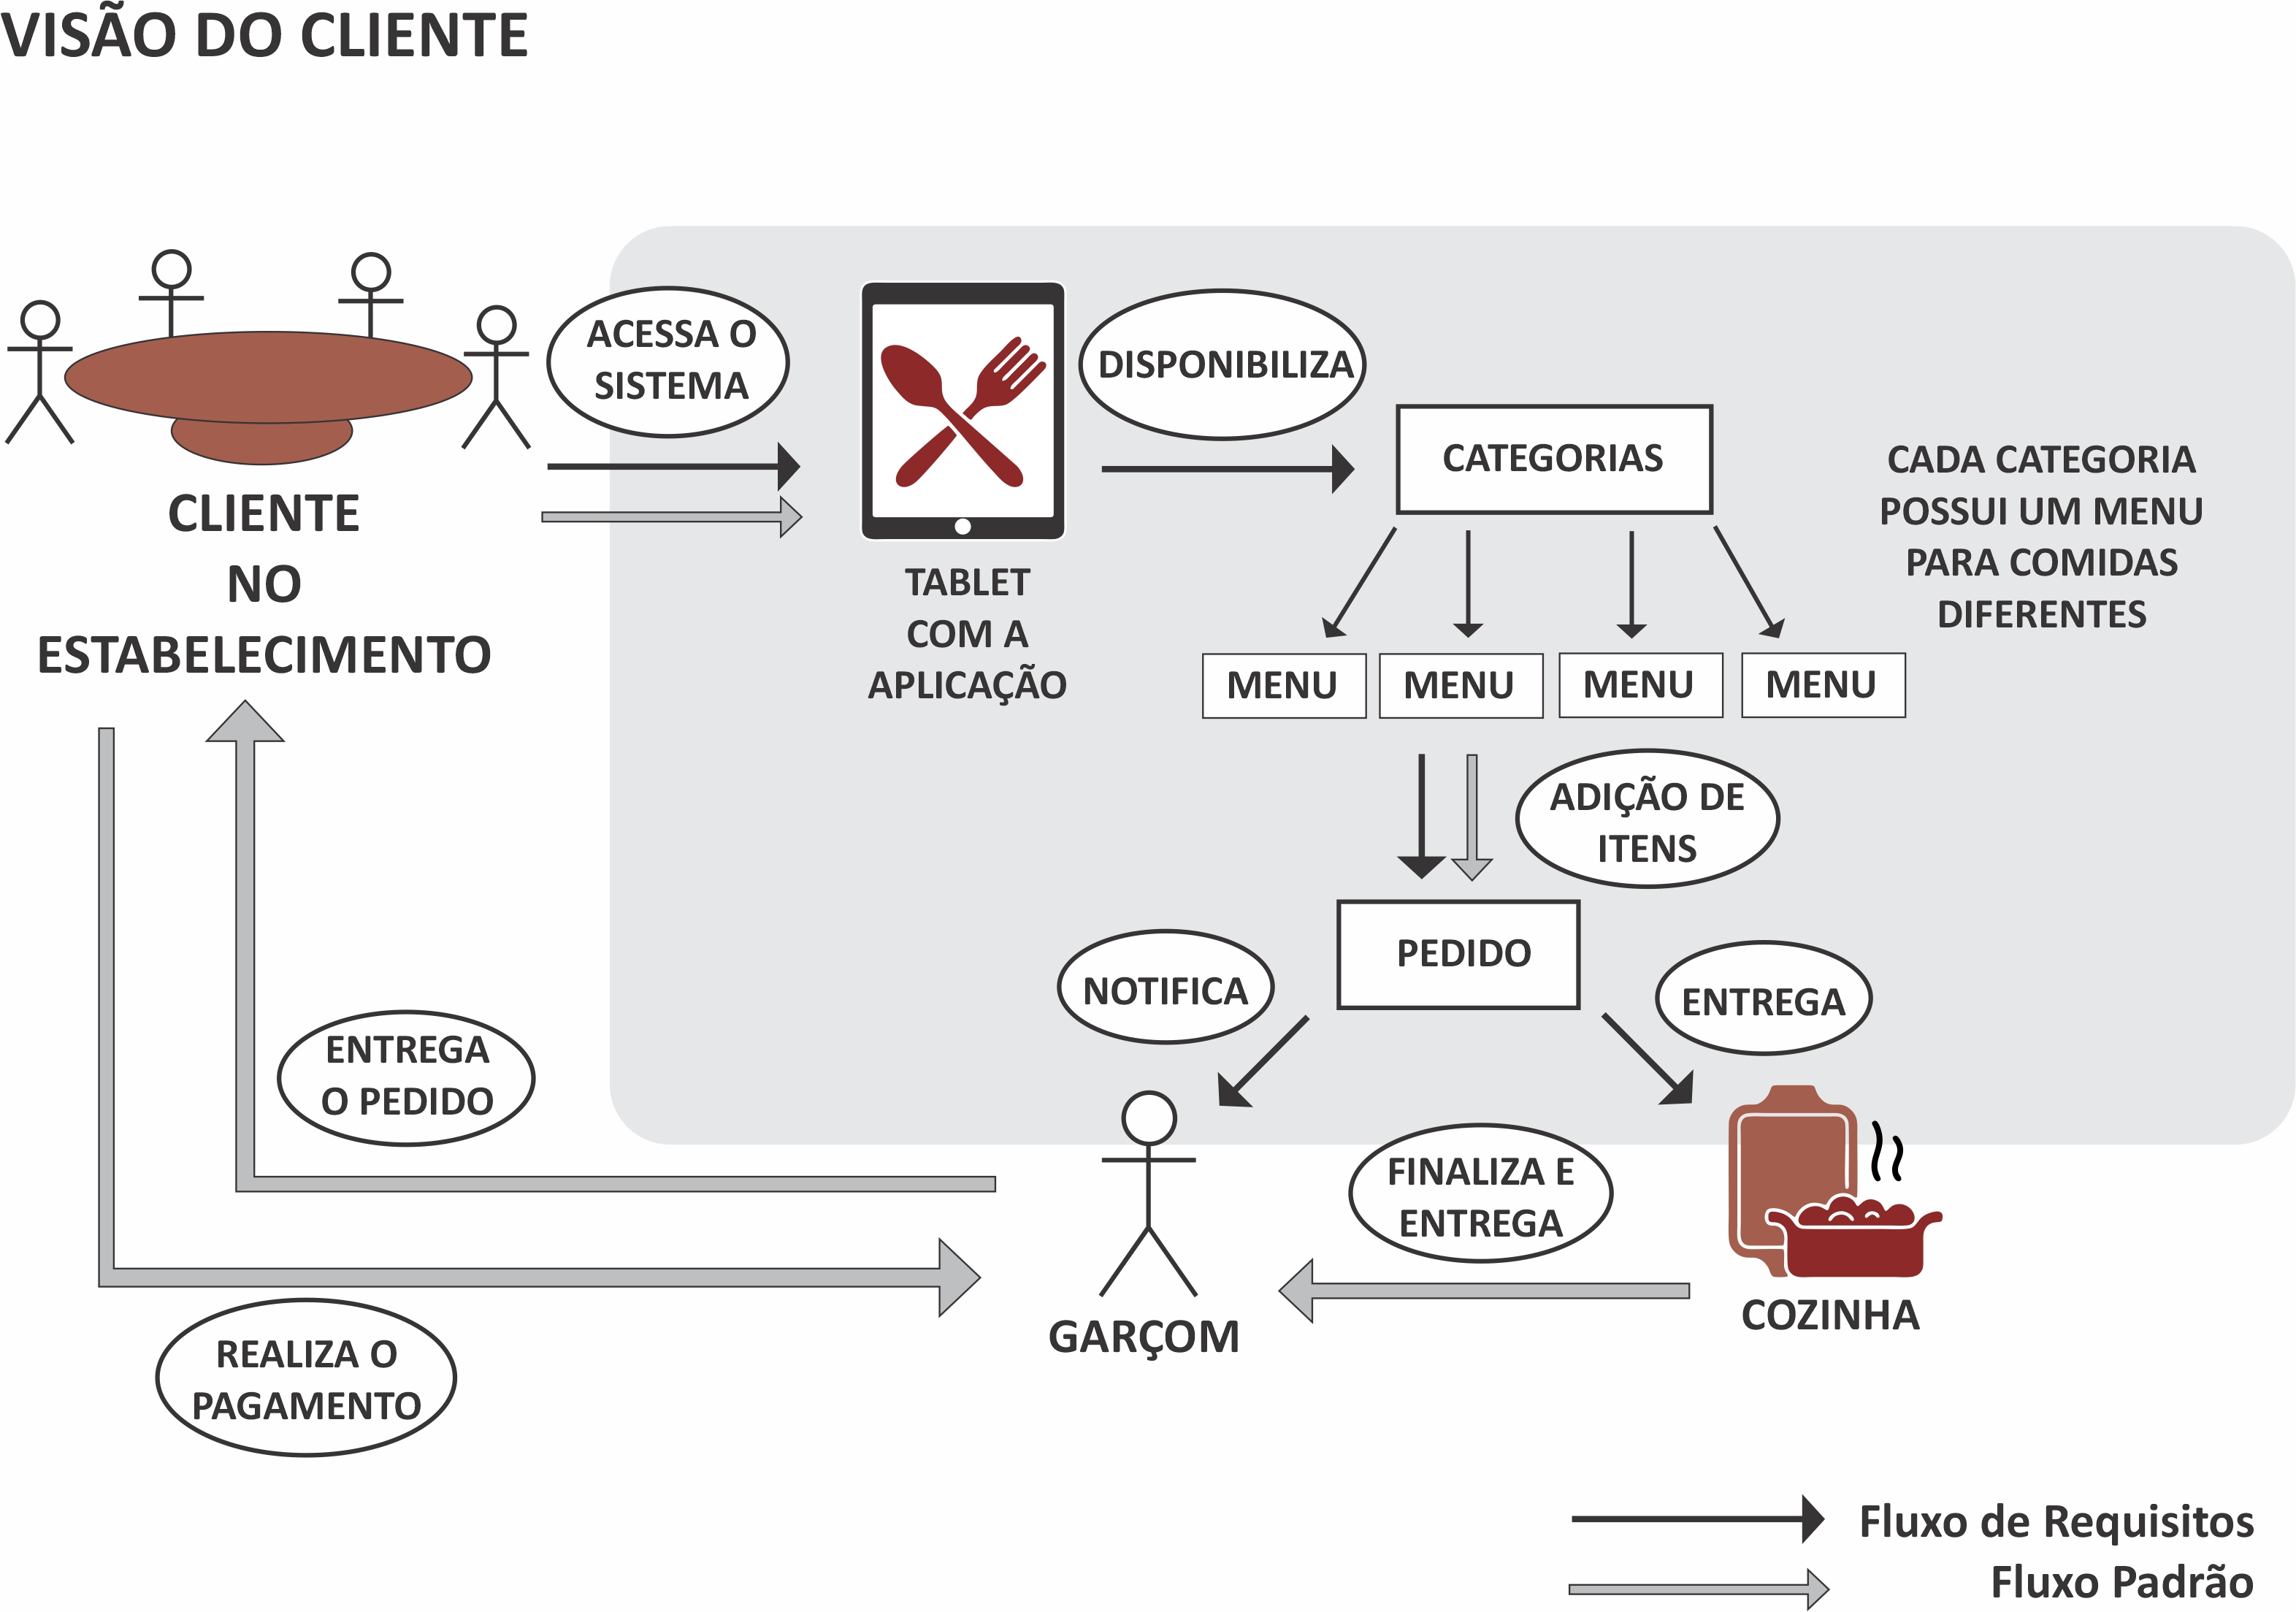 VISÃO DO CLIENTE
ACESSA O
SISTEMA
DISPONIBILIZA
CATEGORIAS
CADA CATEGORIA
POSSUI UM MENU
PARA COMIDAS
DIFERENTES
CLIENTE
NO
ESTABELECIMENTO
TABLET
COM A
APLICAÇÃO
MENU
MENU
MENU
MENU
ADIÇÃO DE
ITENS
PEDIDO
NOTIFICA
ENTREGA
ENTREGA
O PEDIDO
FINALIZA E
ENTREGA
GARÇOM
COZINHA
REALIZA O
PAGAMENTO
Fluxo de Requisitos
Fluxo Padrão